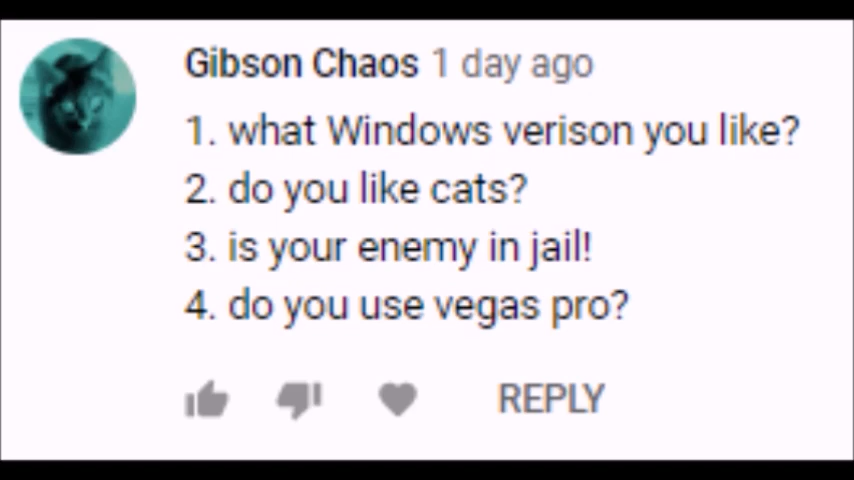 Gibson Chaos 1 day ago
1. what Windows verison you like?
2. do you like cats?
3. is your enemy in jail!
4. do you use vegas pro?
REPLY